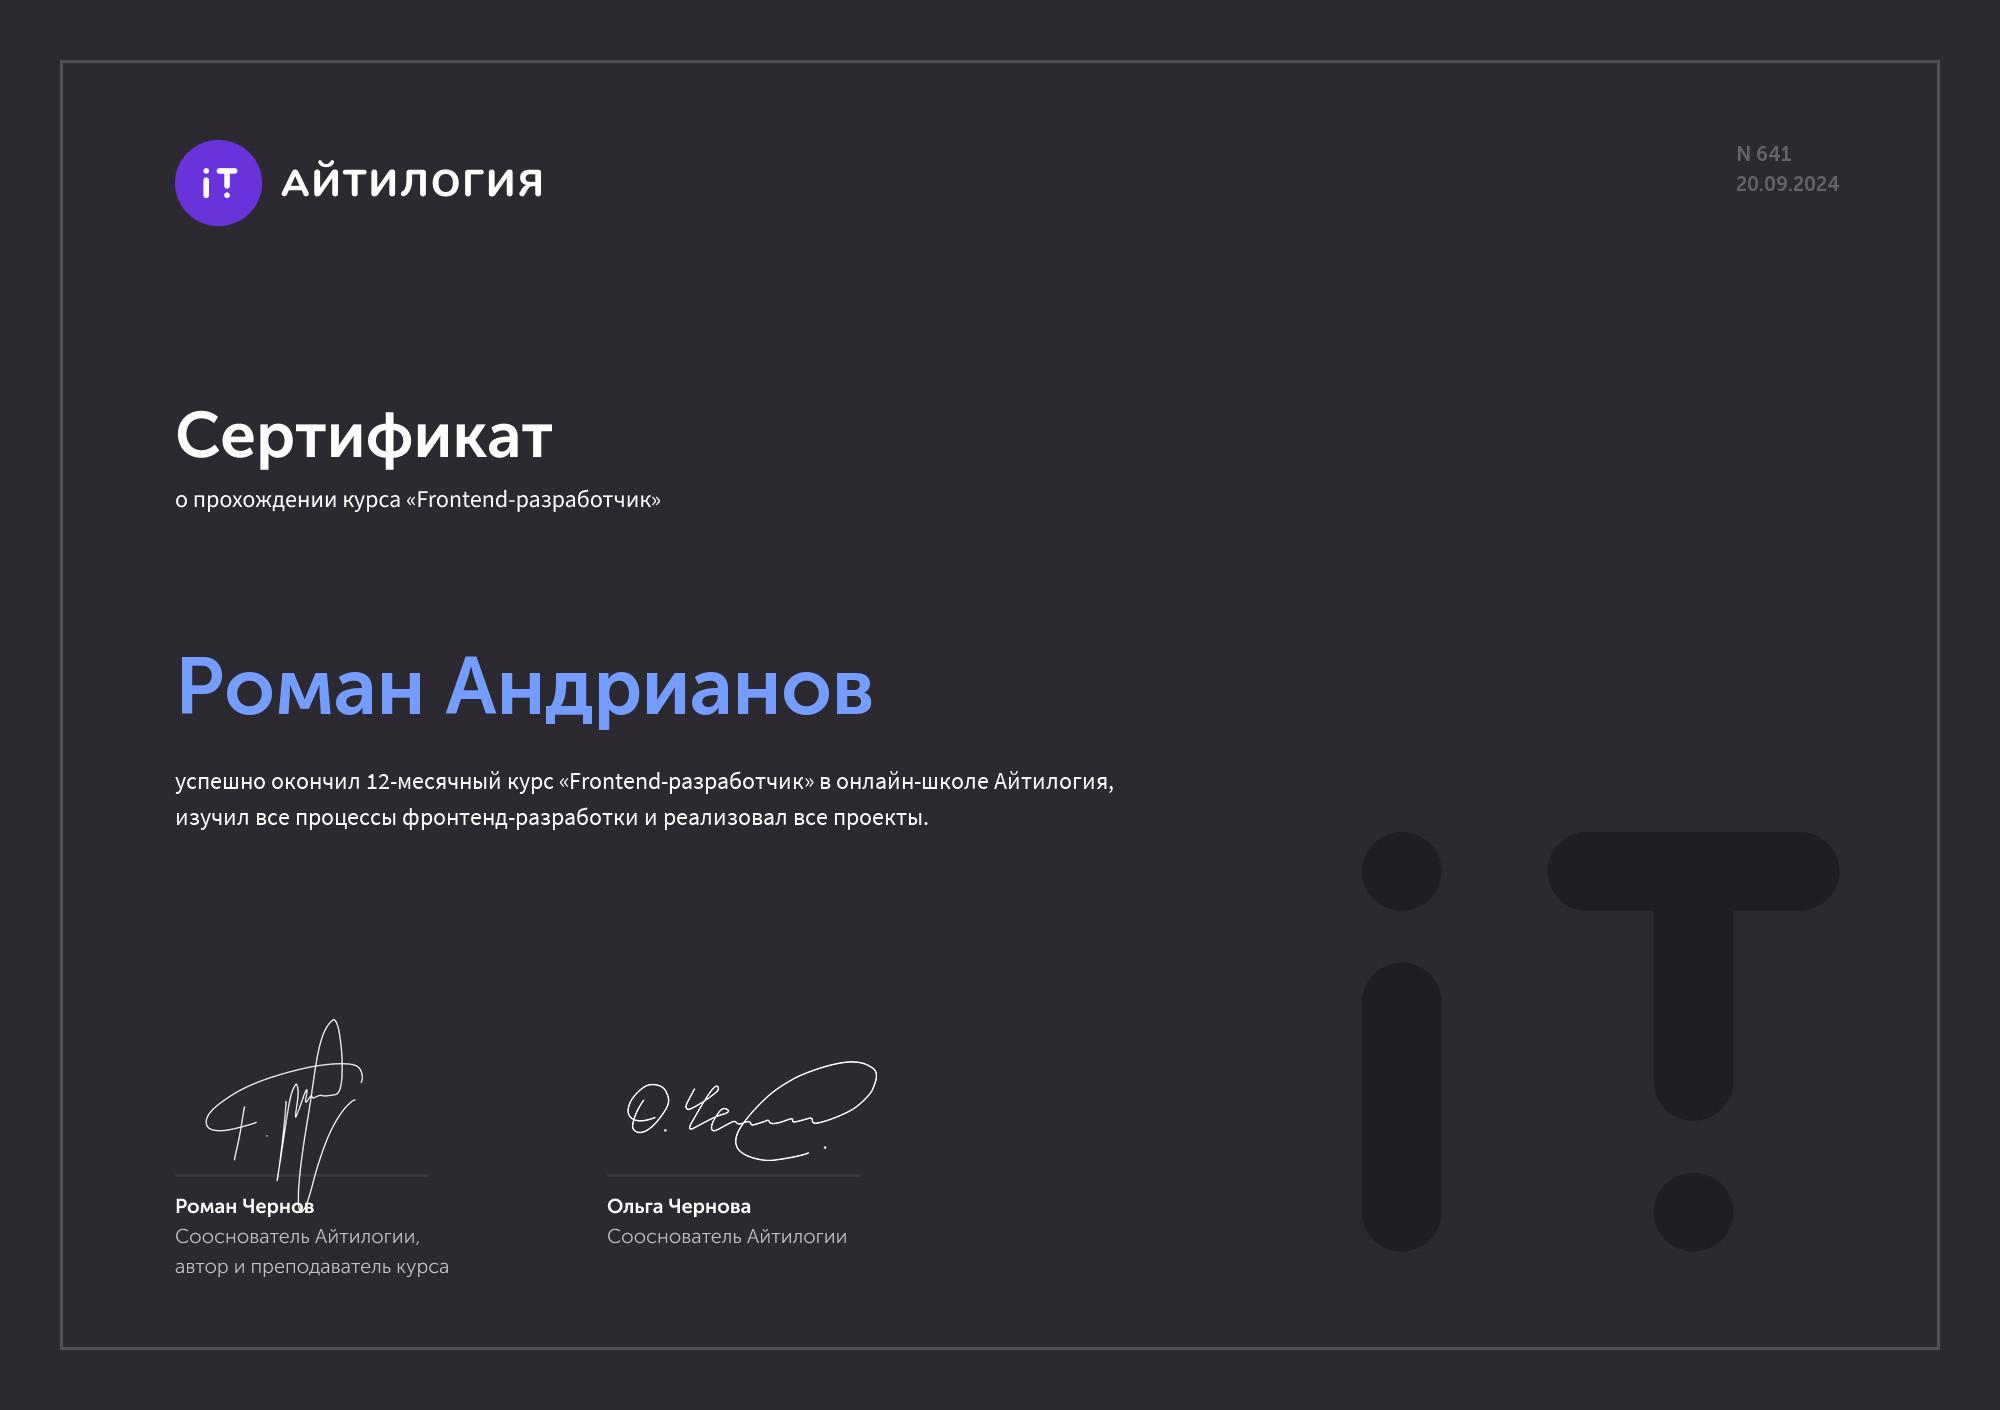 iT АЙТИЛОГИЯ
N 641
20.09.2024
Сертификат
о прохождении курса «Frontend-разработчик»
Роман Андрианов
успешно окончил 12-месячный курс «Frontend-разработчик» в онлайн-школе Айтилогия,
изучил все процессы фронтенд-разработки и реализовал все проекты.
iT
Роман Чернов
Сооснователь Айтилогии,
автор и преподаватель курса
Ольга Чернова
Сооснователь Айтилогии